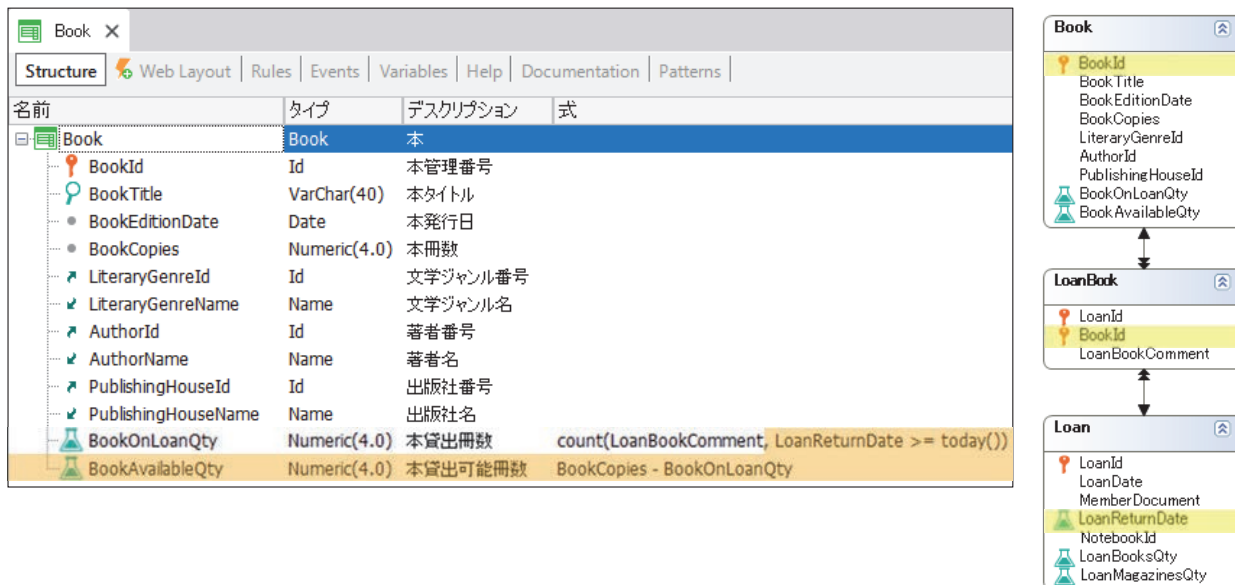 Book
Structure Web Layout Rules Events Variables Help Documentation Patterns
名前 タイプ デスクリプション 式
Book Book 本
BookId Id 本管理番号
BookTitle VarChar(40) 本タイトル
BookEditionDate Date 本発行日
BookCopies Numeric(4.0) 本冊数
LiteraryGenreId Id 文学ジャンル番号
LiteraryGenreName Name 文学ジャンル名
AuthorId Id 著者番号
AuthorName Name 著者名
PublishingHouseId Id 出版社番号
PublishingHouseName Name 出版社名
BookOnLoanQty Numeric(4.0) 本貸出冊数 count(LoanBookComment, LoanReturnDate >= today())
BookAvailableQty Numeric(4.0) 本貸出可能冊数 BookCopies - BookOnLoanQty
Book
BookId
BookTitle
BookEditionDate
BookCopies
LiteraryGenreId
AuthorId
PublishingHouseId
BookOnLoanQty
BookAvailableQty
LoanBook
LoanId
BookId
LoanBookComment
Loan
LoanId
LoanDate
MemberDocument
LoanReturnDate
NotebookId
LoanBooksQty
LoanMagazinesQty